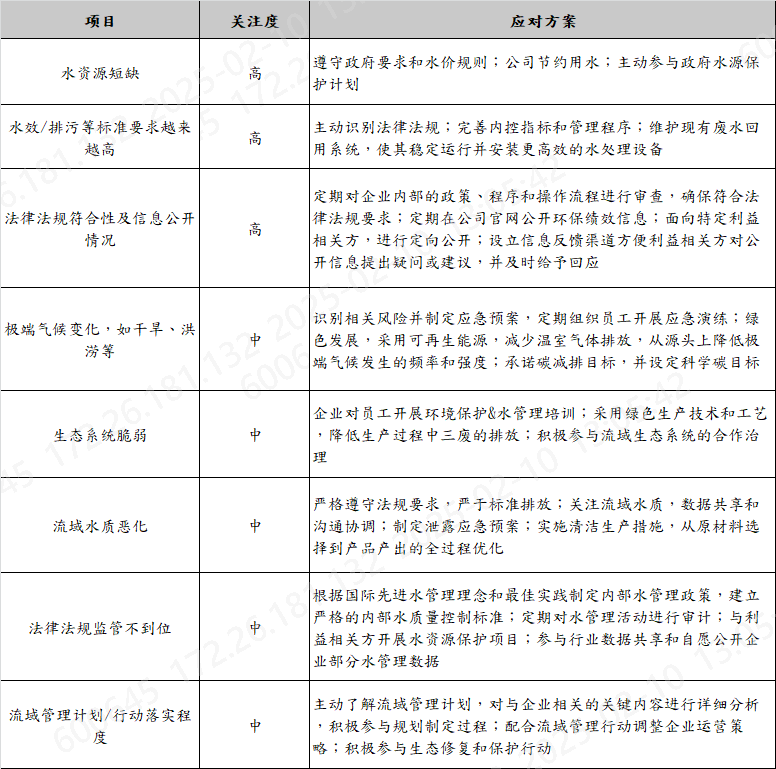 项目 关注度 应对方案
水资源短缺 高 遵守政府要求和水价规则；公司节约用水；主动参与政府水源保
护计划
水效/排污等标准要求越来
越高
高
主动识别法律法规；完善内控指标和管理程序；维护现有废水回
用系统，使其稳定运行并安装更高效的水处理设备
法律法规符合性及信息公开
情况
高
定期对企业内部的政策、程序和操作流程进行审查，确保符合法
律法规要求；定期在公司官网公开环保绩效信息；面向特定利益
相关方，进行定向公开；设立信息反馈渠道方便利益相关方对公
开信息提出疑问或建议，并及时给予回应
极端气候变化，如干旱、洪
涝等
中
识别相关风险并制定应急预案，定期组织员工开展应急演练；绿
色发展，采用可再生能源，减少温室气体排放，从源头上降低极
端气候发生的频率和强度；承诺碳减排目标，并设定科学碳目标
生态系统脆弱
中
企业对员工开展环境保护&水管理培训；采用绿色生产技术和工艺
，降低生产过程中三废的排放；积极参与流域生态系统的合作治
理
流域水质恶化
中
严格遵守法规要求，严于标准排放；关注流域水质，数据共享和
沟通协调；制定泄露应急预案；实施清洁生产措施，从原材料选
择到产品产出的全过程优化
法律法规监管不到位
中
根据国际先进水管理理念和最佳实践制定内部水管理政策，建立
严格的内部水质量控制标准；定期对水管理活动进行审计；与利
益相关方开展水资源保护项目；参与行业数据共享和自愿公开企
业部分水管理数据
流域管理计划/行动落实程
度
中
主动了解流域管理计划，对与企业相关的关键内容进行详细分析
，积极参与规划制定过程；配合流域管理行动调整企业运营策
略；积极参与生态修复和保护行动